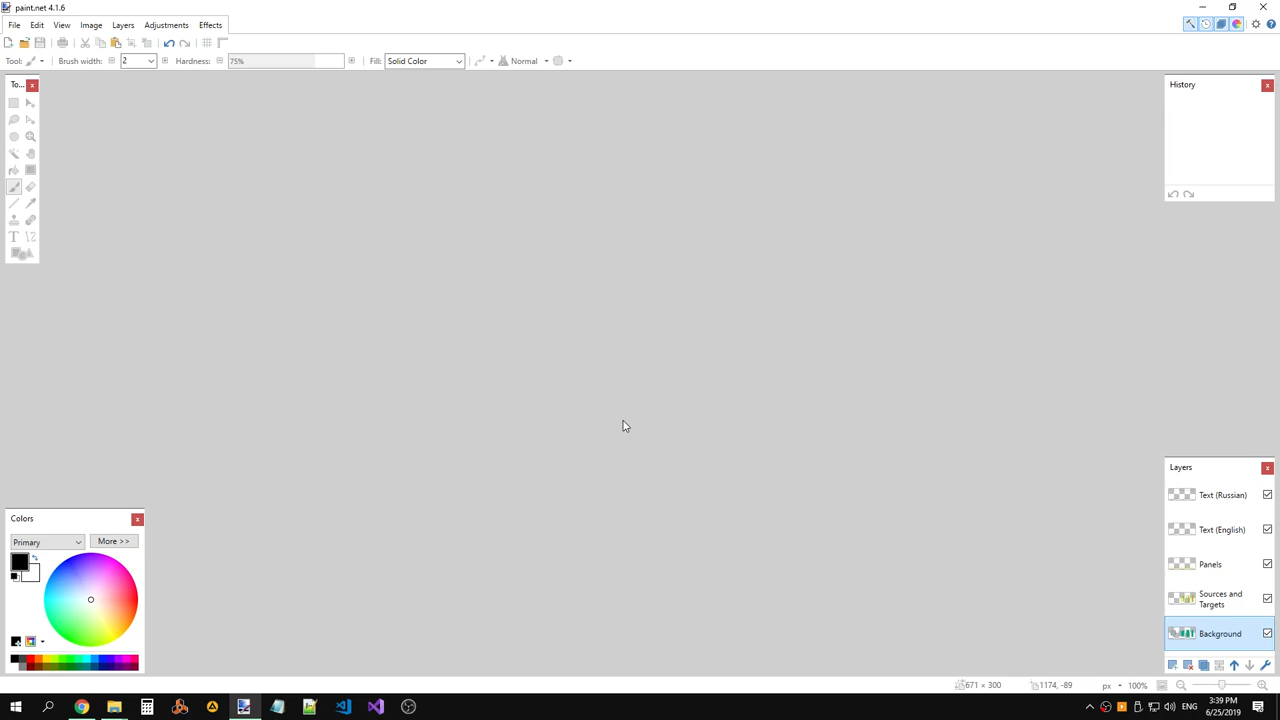 paint.net 4.1.6
File Edit View Image Layers Adjustments Effects
Tool: Brush width: 2 Hardness: 75% Fill: Solid Color Normal
To...
History
Layers
Text (Russian)
Text (English)
Panels
Sources and
Targets
Background
Colors
Primary
More >>
671 × 300
1174, -89
px
100%
ENG
3:39 PM
6/25/2019